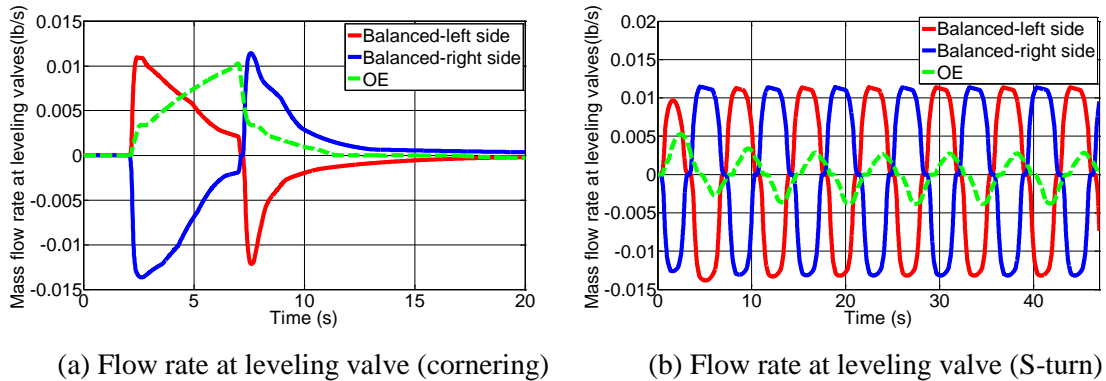 Mass flow rate at leveling valves(lb/s)
0.015
0.01
0.005
0
-0.005
-0.01
-0.015
0
5
10
15
20
Time (s)
Balanced-left side
Balanced-right side
OE
(a) Flow rate at leveling valve (cornering)
Mass flow rate at leveling valves(lb/s)
0.02
0.015
0.01
0.005
0
-0.005
-0.01
-0.015
0
10
20
30
40
Time (s)
Balanced-left side
Balanced-right side
OE
(b) Flow rate at leveling valve (S-turn)